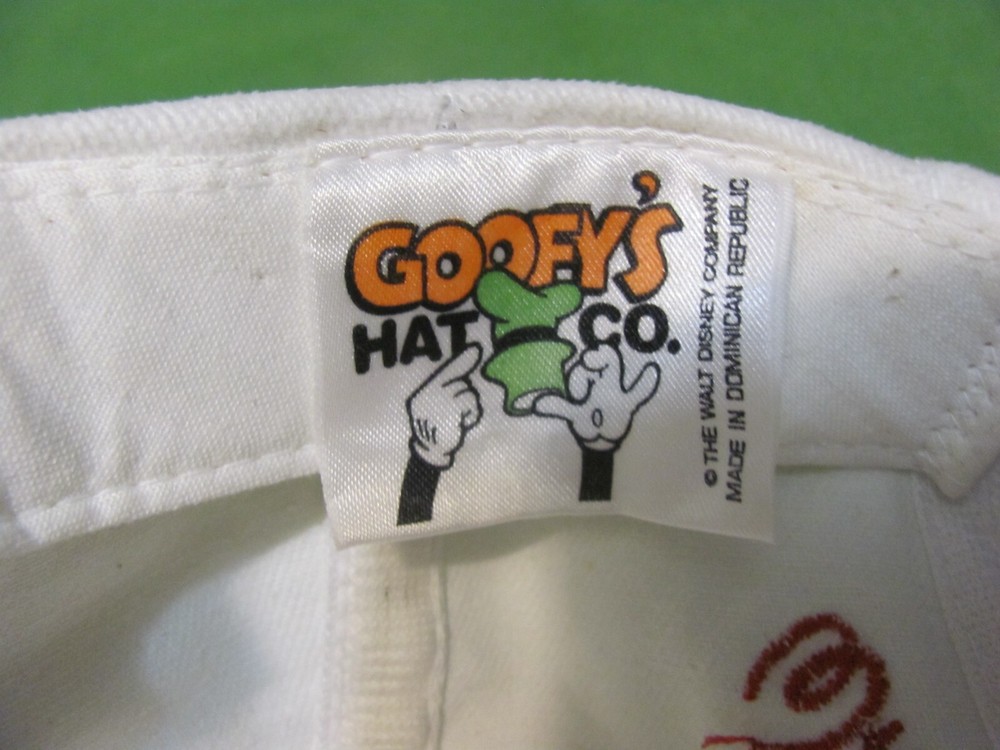 GOOFY'S
HAT CO.
© THE WALT DISNEY COMPANY
MADE IN DOMINICAN REPUBLIC